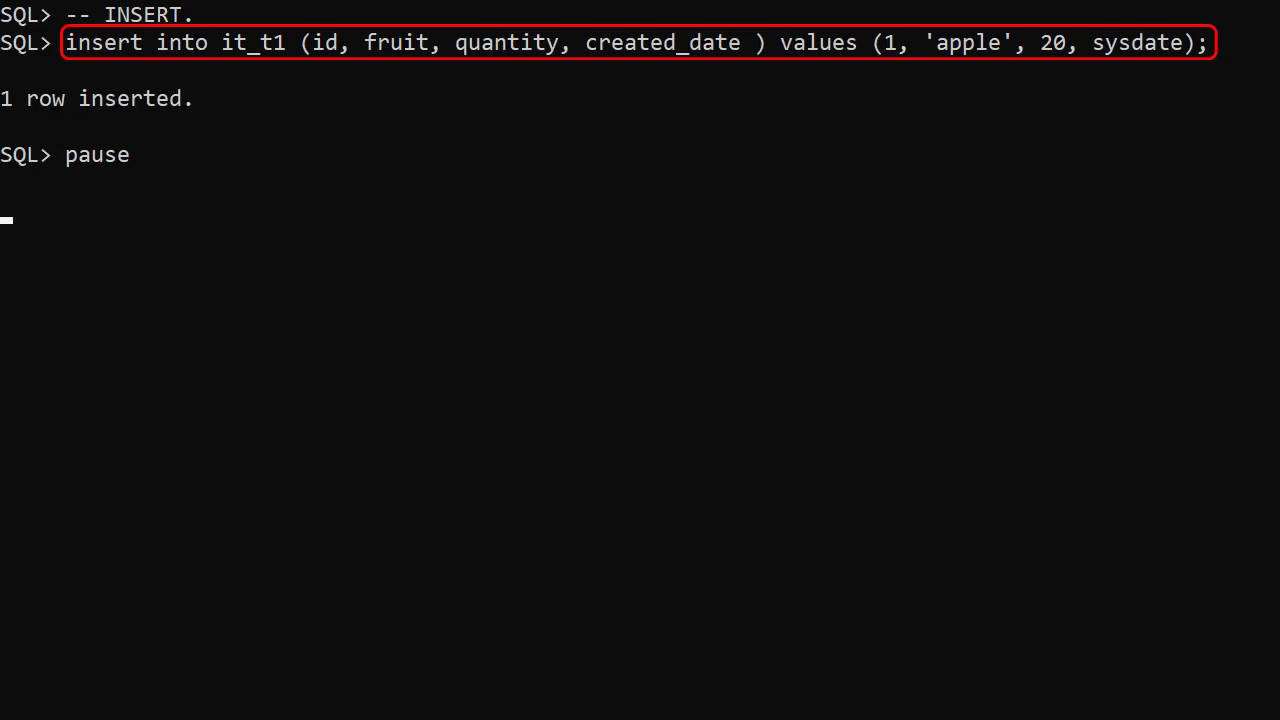 SQL> -- INSERT.
SQL> insert into it_t1 (id, fruit, quantity, created_date ) values (1, 'apple', 20, sysdate);
1 row inserted.
SQL> pause